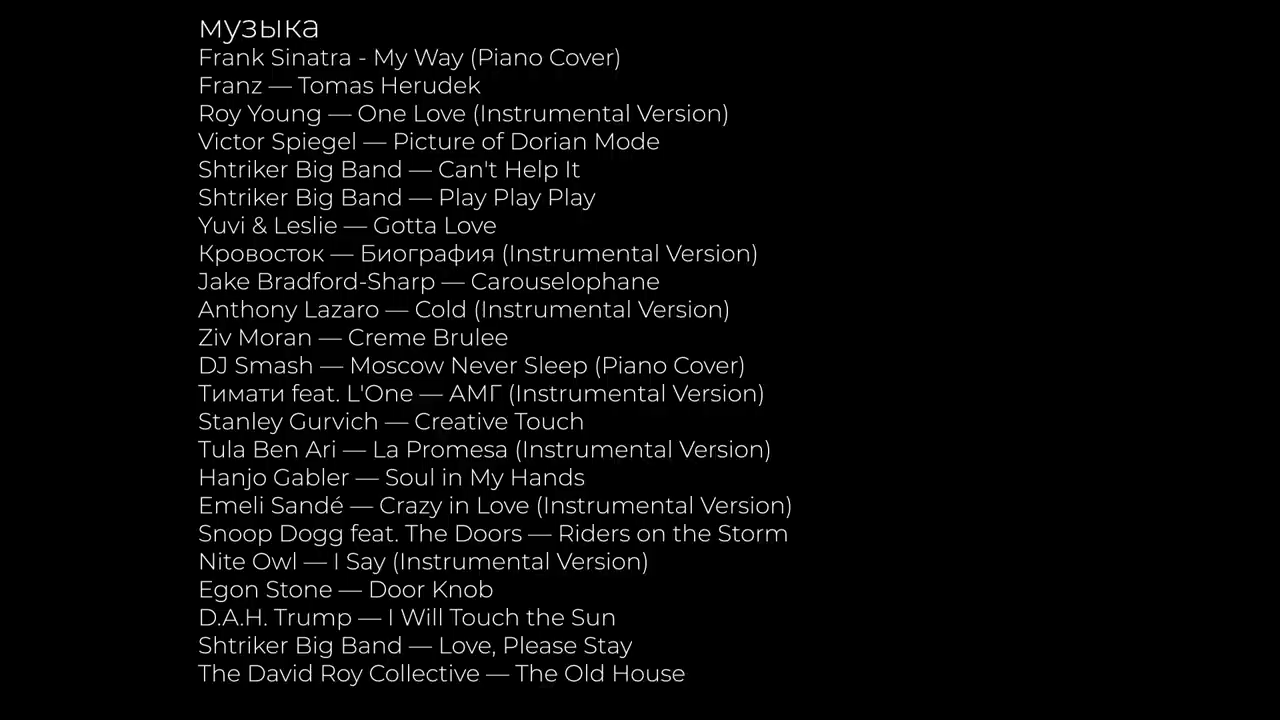 музыка
Frank Sinatra - My Way (Piano Cover)
Franz — Tomas Herudek
Roy Young — One Love (Instrumental Version)
Victor Spiegel — Picture of Dorian Mode
Shtriker Big Band — Can't Help It
Shtriker Big Band — Play Play Play
Yuvi & Leslie — Gotta Love
Кровосток — Биография (Instrumental Version)
Jake Bradford-Sharp — Carouselophane
Anthony Lazaro — Cold (Instrumental Version)
Ziv Moran — Creme Brulee
DJ Smash — Moscow Never Sleep (Piano Cover)
Тимати feat. L'One — АМГ (Instrumental Version)
Stanley Gurvich — Creative Touch
Tula Ben Ari — La Promesa (Instrumental Version)
Hanjo Gabler — Soul in My Hands
Emeli Sandé — Crazy in Love (Instrumental Version)
Snoop Dogg feat. The Doors — Riders on the Storm
Nite Owl — I Say (Instrumental Version)
Egon Stone — Door Knob
D.A.H. Trump — I Will Touch the Sun
Shtriker Big Band — Love, Please Stay
The David Roy Collective — The Old House